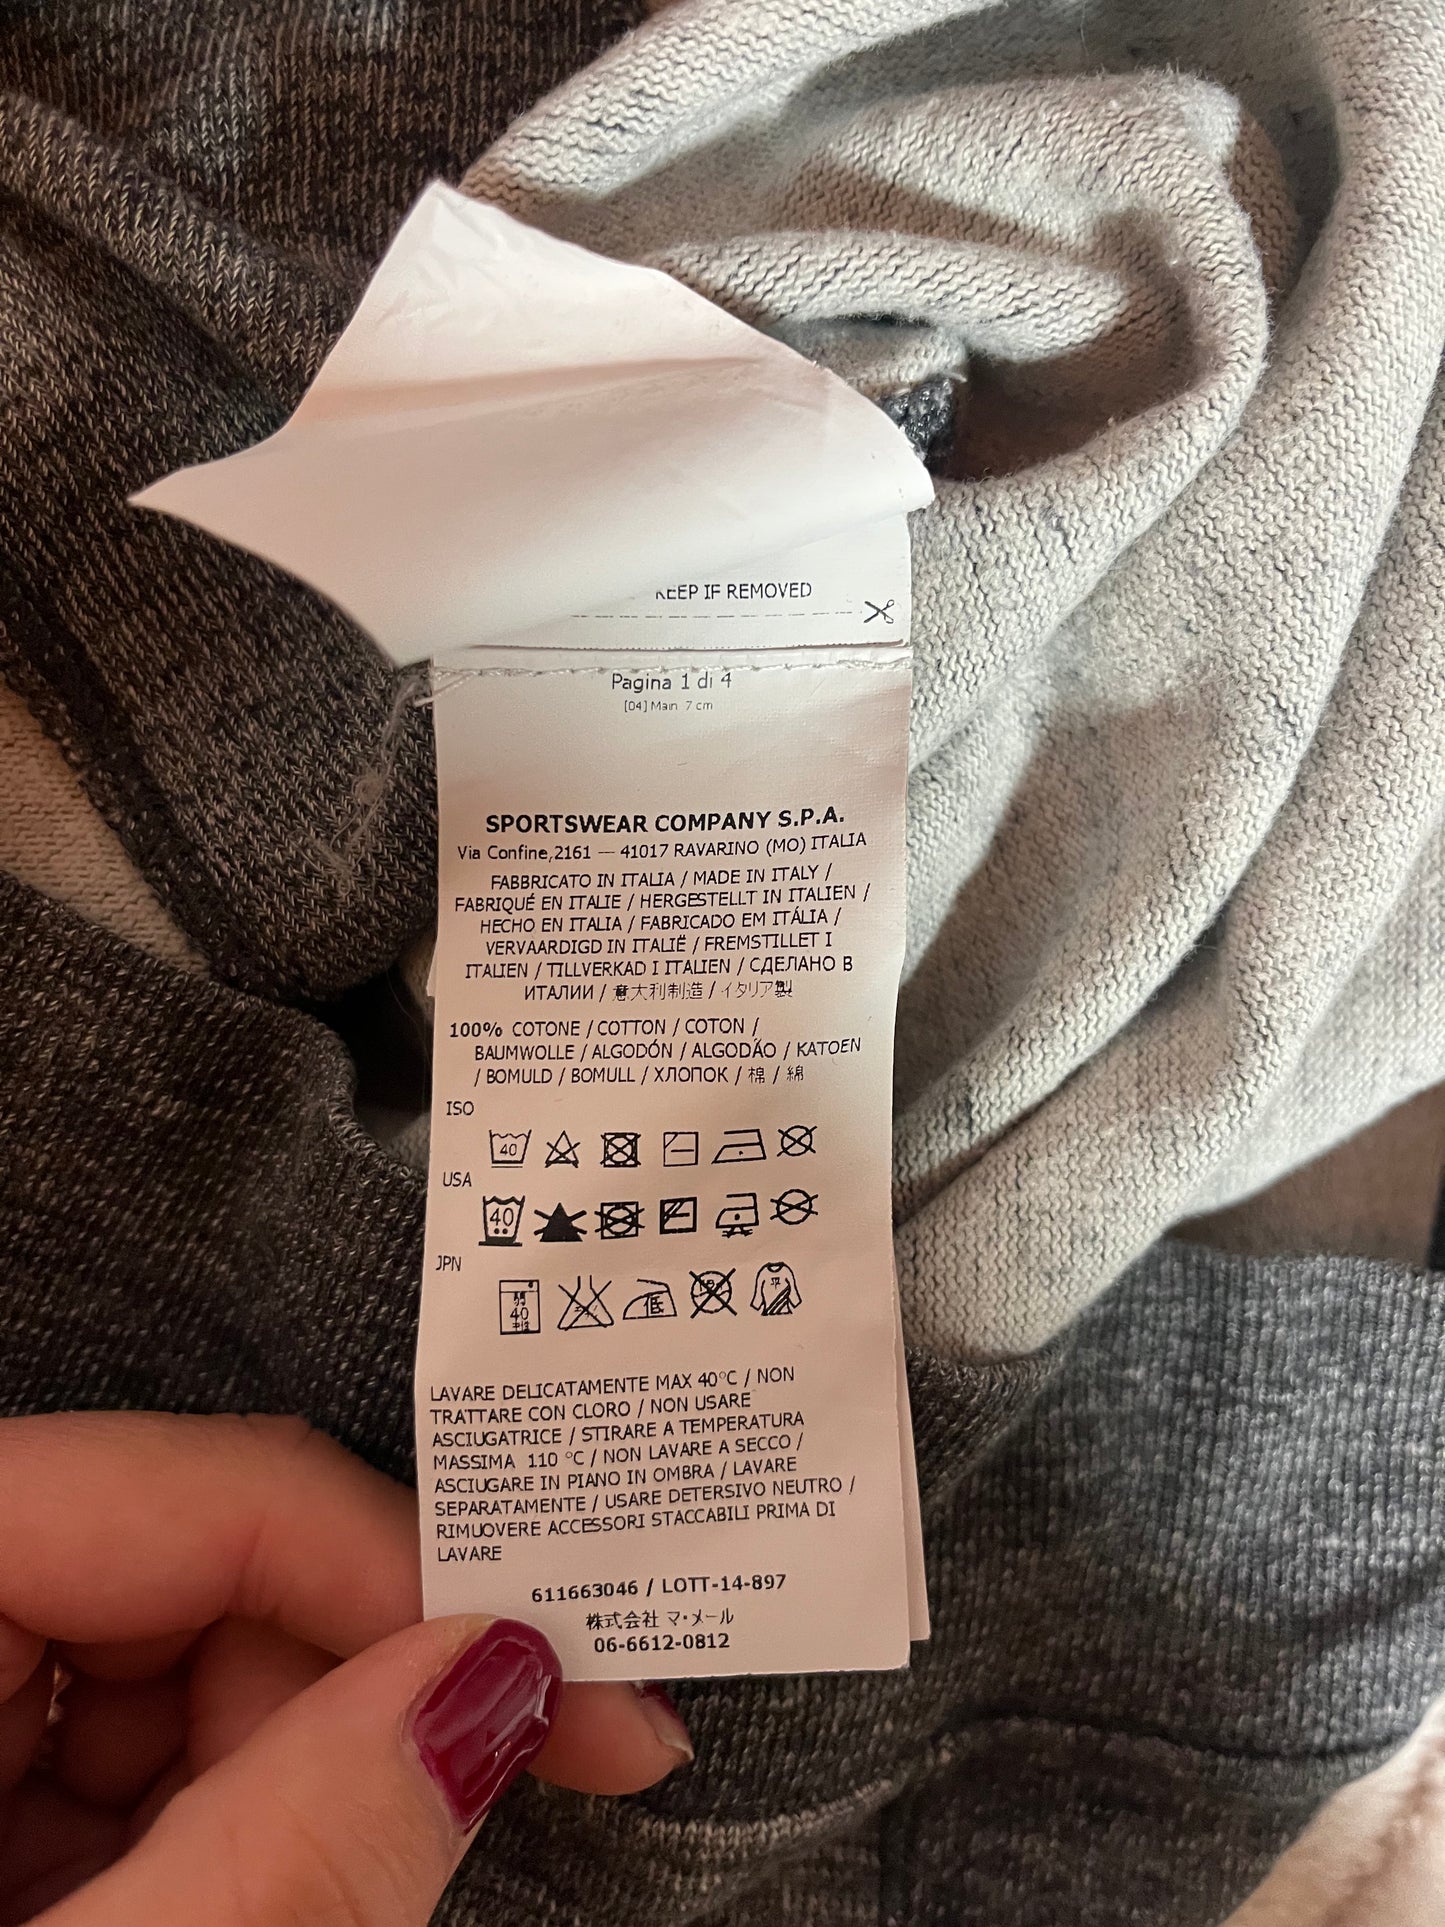 KEEP IF REMOVED
Pagina 1 di 4
[04] Main 7 cm
SPORTSWEAR COMPANY S.P.A.
Via Confine,2161 — 41017 RAVARINO (MO) ITALIA
FABBRICATO IN ITALIA / MADE IN ITALY /
FABRIQUÉ EN ITALIE / HERGESTELLT IN ITALIEN /
HECHO EN ITALIA / FABRICADO EM ITÁLIA /
VERVAARDIGD IN ITALIË / FREMSTILLET I
ITALIEN / TILLVERKAD I ITALIEN / СДЕЛАНО В
ИТАЛИИ / 意大利制造 / イタリア製
100% COTONE / COTTON / COTON /
BAUMWOLLE / ALGODÓN / ALGODÃO / KATOEN
/ BOMULD / BOMULL / ХЛОПОК / 棉 / 綿
ISO
40
USA
40
JPN
40
低
平
LAVARE DELICATAMENTE MAX 40°C / NON
TRATTARE CON CLORO / NON USARE
ASCIUGATRICE / STIRARE A TEMPERATURA
MASSIMA 110 °C / NON LAVARE A SECCO /
ASCIUGARE IN PIANO IN OMBRA / LAVARE
SEPARATAMENTE / USARE DETERSIVO NEUTRO /
RIMUOVERE ACCESSORI STACCABILI PRIMA DI
LAVARE
611663046 / LOTT-14-897
株式会社 マ・メール
06-6612-0812